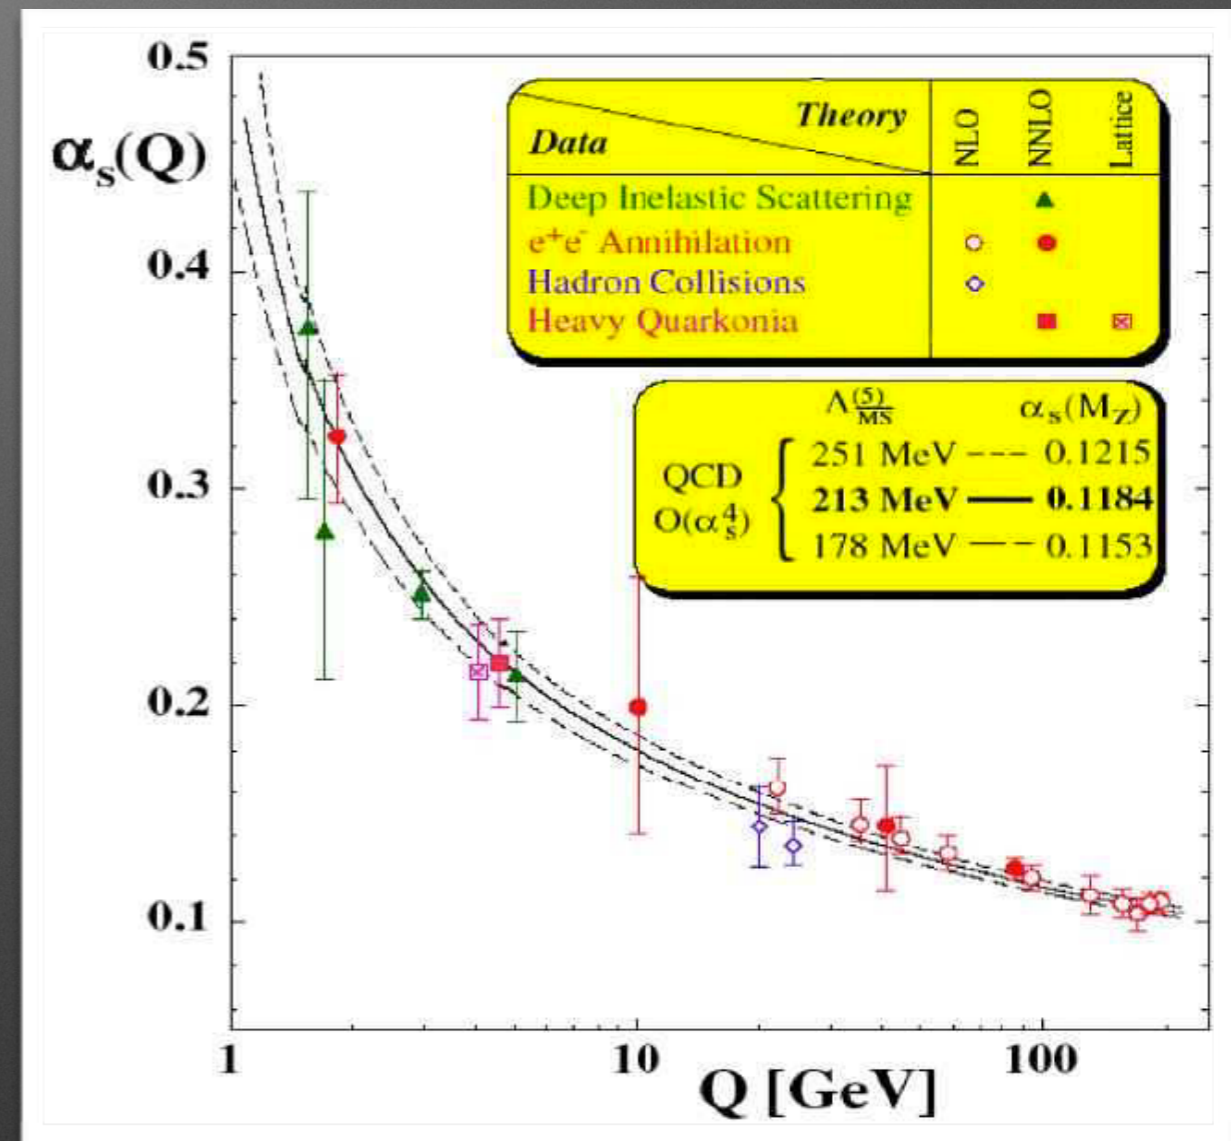 0.5
αs(Q)
0.4
0.3
0.2
0.1
1 10 100
Q [GeV]
Theory
Data
NLO NNLO Lattice
Deep Inelastic Scattering
e+e- Annihilation
Hadron Collisions
Heavy Quarkonia
Λ(5)MS αs(MZ)
QCD O(αs4)
251 MeV 0.1215
213 MeV 0.1184
178 MeV 0.1153